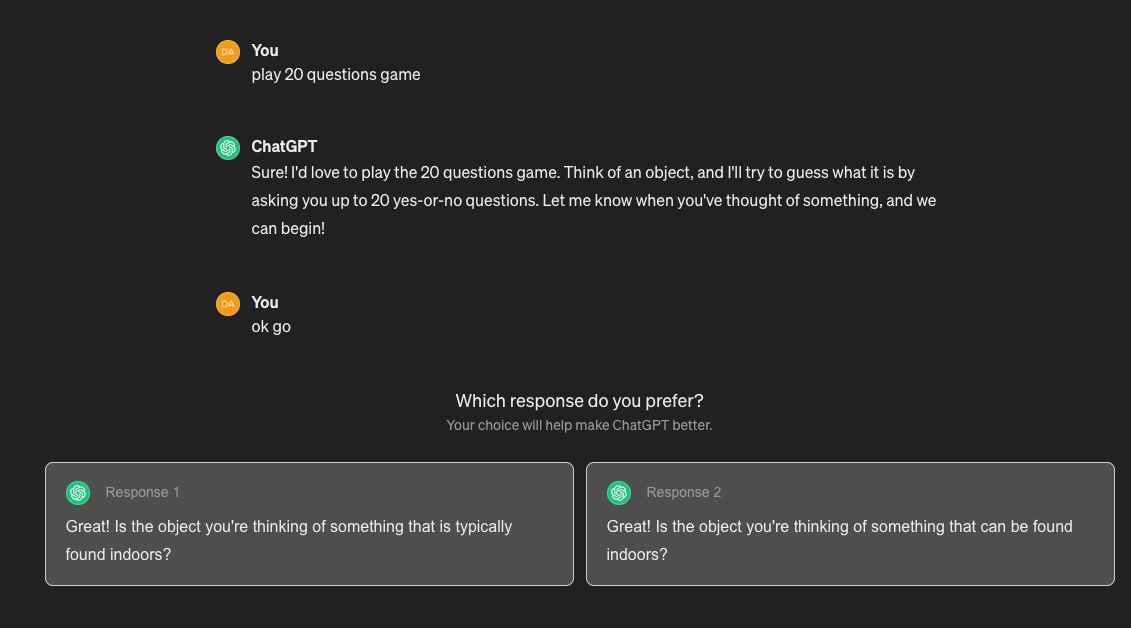 DA
You
play 20 questions game
ChatGPT
Sure! I'd love to play the 20 questions game. Think of an object, and I'll try to guess what it is by
asking you up to 20 yes-or-no questions. Let me know when you've thought of something, and we
can begin!
DA
You
ok go
Which response do you prefer?
Your choice will help make ChatGPT better.
Response 1
Great! Is the object you're thinking of something that is typically
found indoors?
Response 2
Great! Is the object you're thinking of something that can be found
indoors?